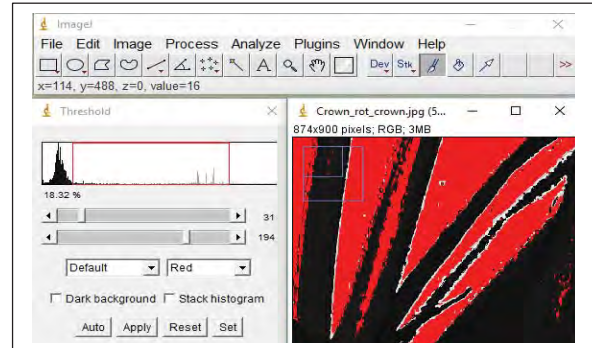 ImageJ
File Edit Image Process Analyze Plugins Window Help
A Dev Stk >>
x=114, y=488, z=0, value=16
Threshold
18.32 %
31
194
Default Red
Dark background Stack histogram
Auto Apply Reset Set
Crown_rot_crown.jpg (5...
874x900 pixels; RGB; 3MB